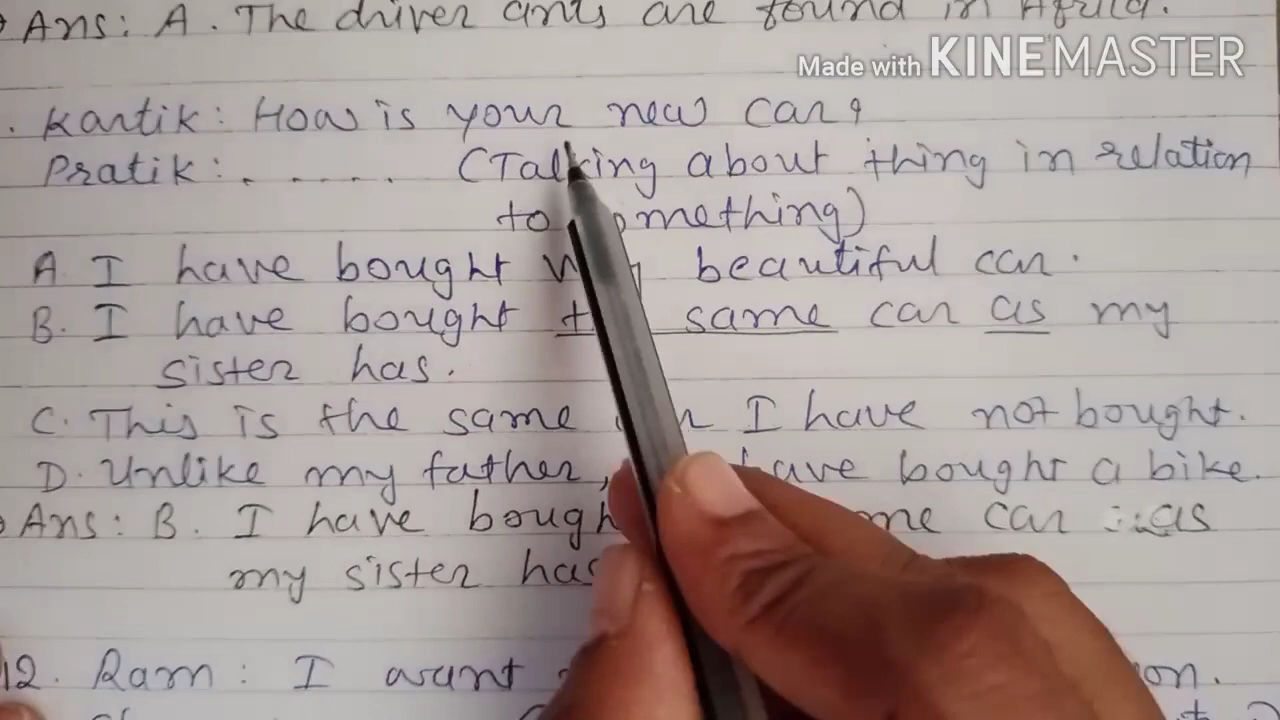 Ans: A. The driver ants are found in Africa.
Made with KINEMASTER
. Kartik: How is your new car?
Pratik: . . . . . . (Talking about thing in relation
to something)
A. I have bought beautiful car.
B. I have bought same car as my
sister has.
C. This is the same I have not bought.
D. Unlike my father, have bought a bike.
Ans: B. I have bough car as
my sister has
12. Ram: I want